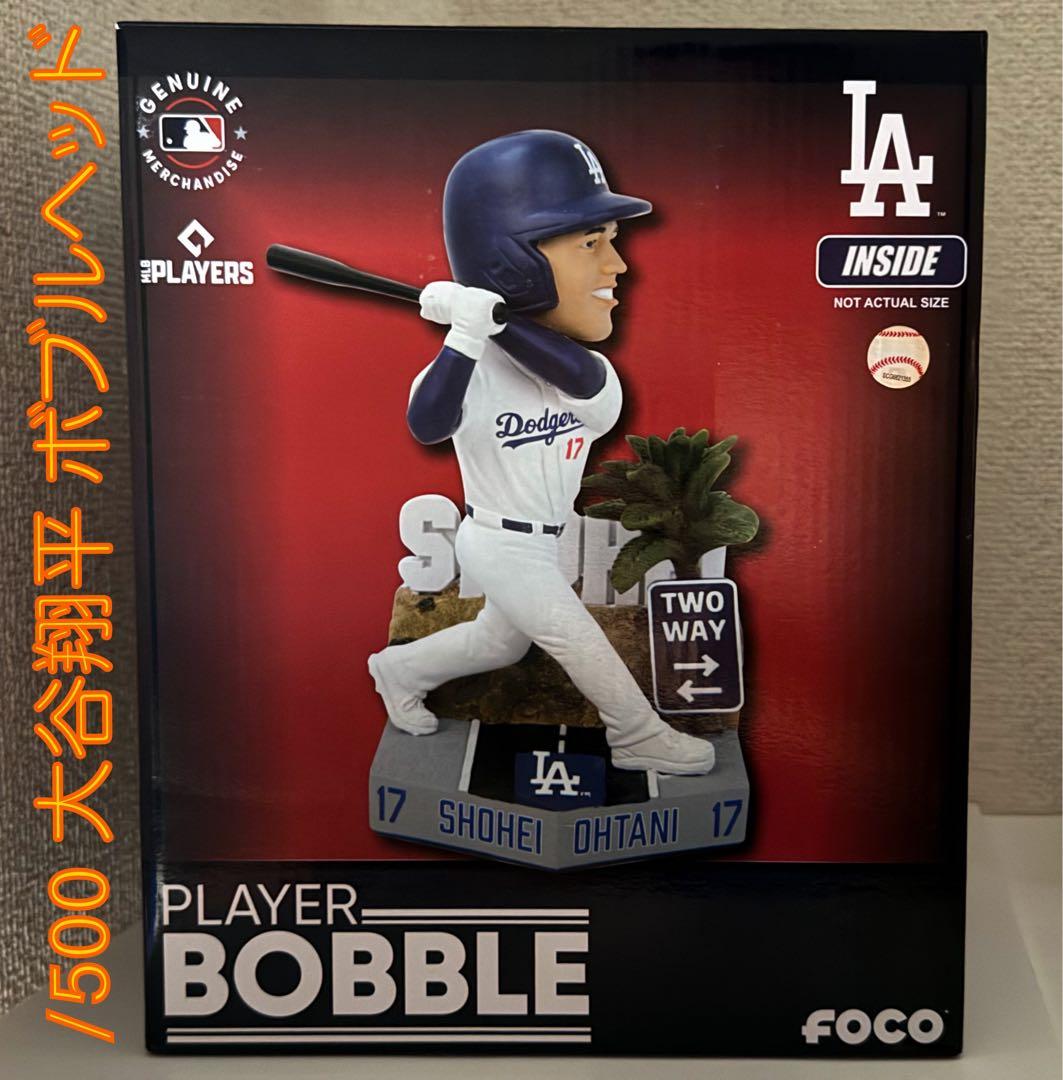 /500 大谷翔平 ボブルヘッド
GENUINE
MERCHANDISE
MLB PLAYERS
LA
INSIDE
NOT ACTUAL SIZE
LA
Dodgers
17
TWO
WAY
LA
17 SHOHEI OHTANI 17
PLAYER
BOBBLE
FOCO